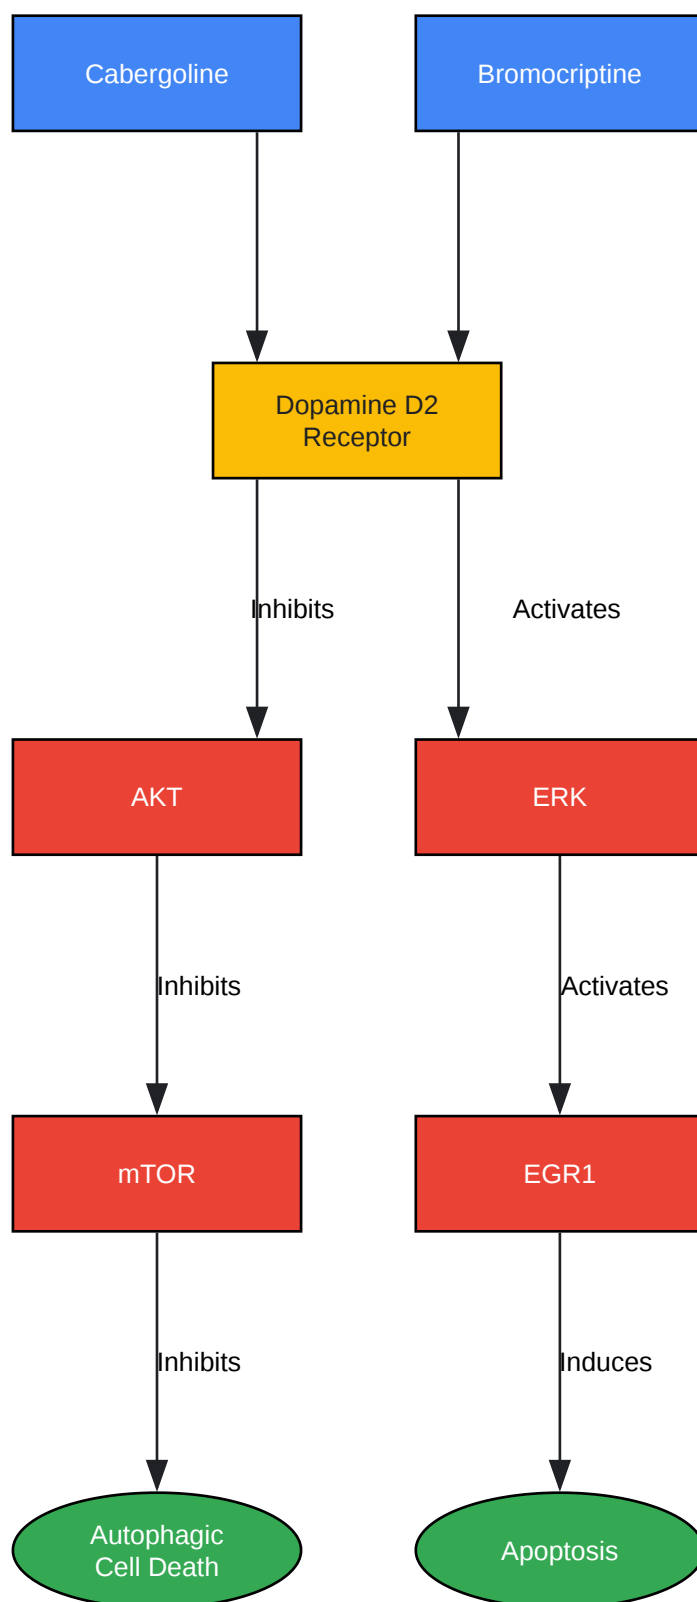 Cabergoline
Bromocriptine
Dopamine D2
Receptor
Inhibits
Activates
AKT
ERK
Inhibits
Activates
mTOR
EGR1
Inhibits
Induces
Autophagic
Cell Death
Apoptosis